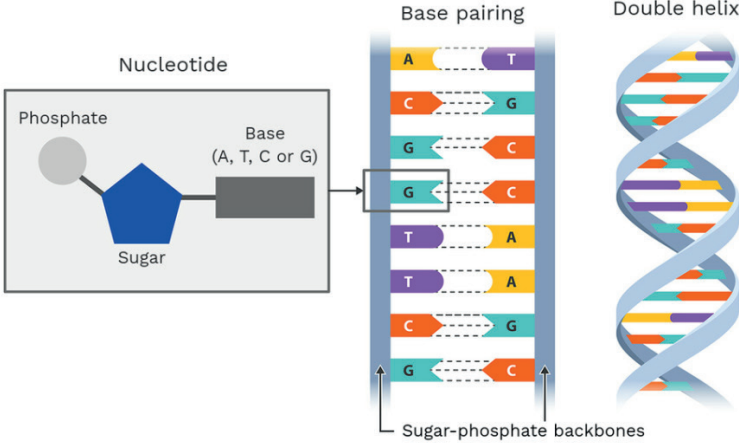 Base pairing
Double helix
Nucleotide
Phosphate
Base
(A, T, C or G)
Sugar
A T
C G
G C
G C
T A
T A
C G
G C
Sugar-phosphate backbones